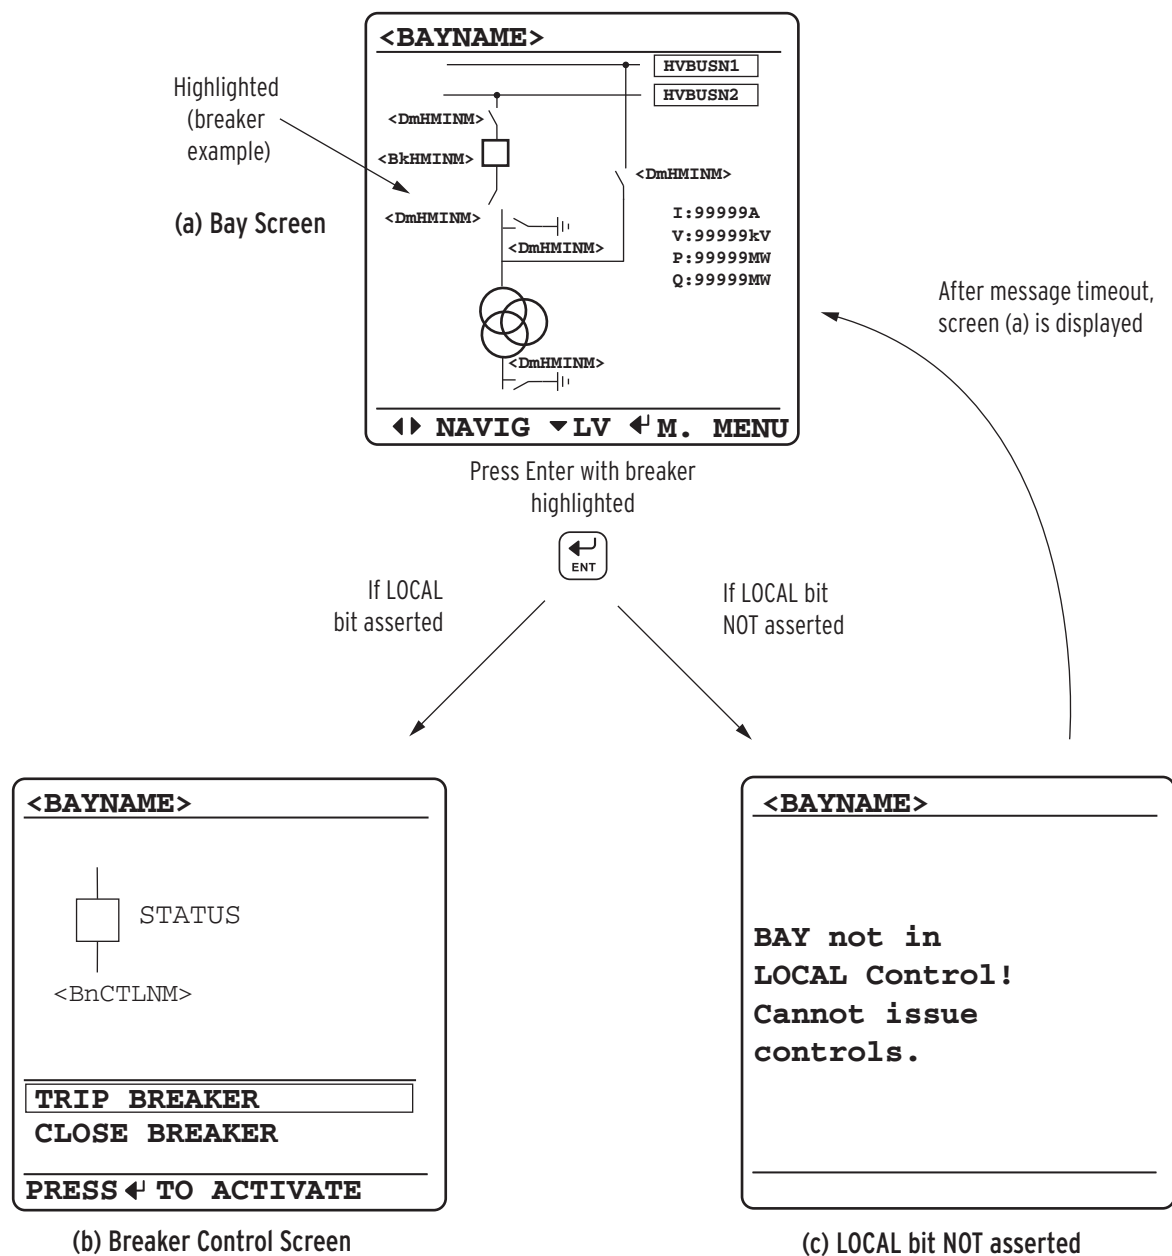 <BAYNAME>
HVBUSN1
HVBUSN2
Highlighted
(breaker
example)
<DmHMINM>
<BkHMINM>
<DmHMINM>
<DmHMINM>
(a) Bay Screen
I:99999A
V:99999kV
P:99999MW
Q:99999MW
<DmHMINM>
<DmHMINM>
NAVIG LV M. MENU
After message timeout,
screen (a) is displayed
Press Enter with breaker
highlighted
ENT
If LOCAL
bit asserted
If LOCAL bit
NOT asserted
<BAYNAME>
STATUS
<BnCTLNM>
TRIP BREAKER
CLOSE BREAKER
PRESS TO ACTIVATE
(b) Breaker Control Screen
<BAYNAME>
BAY not in
LOCAL Control!
Cannot issue
controls.
(c) LOCAL bit NOT asserted